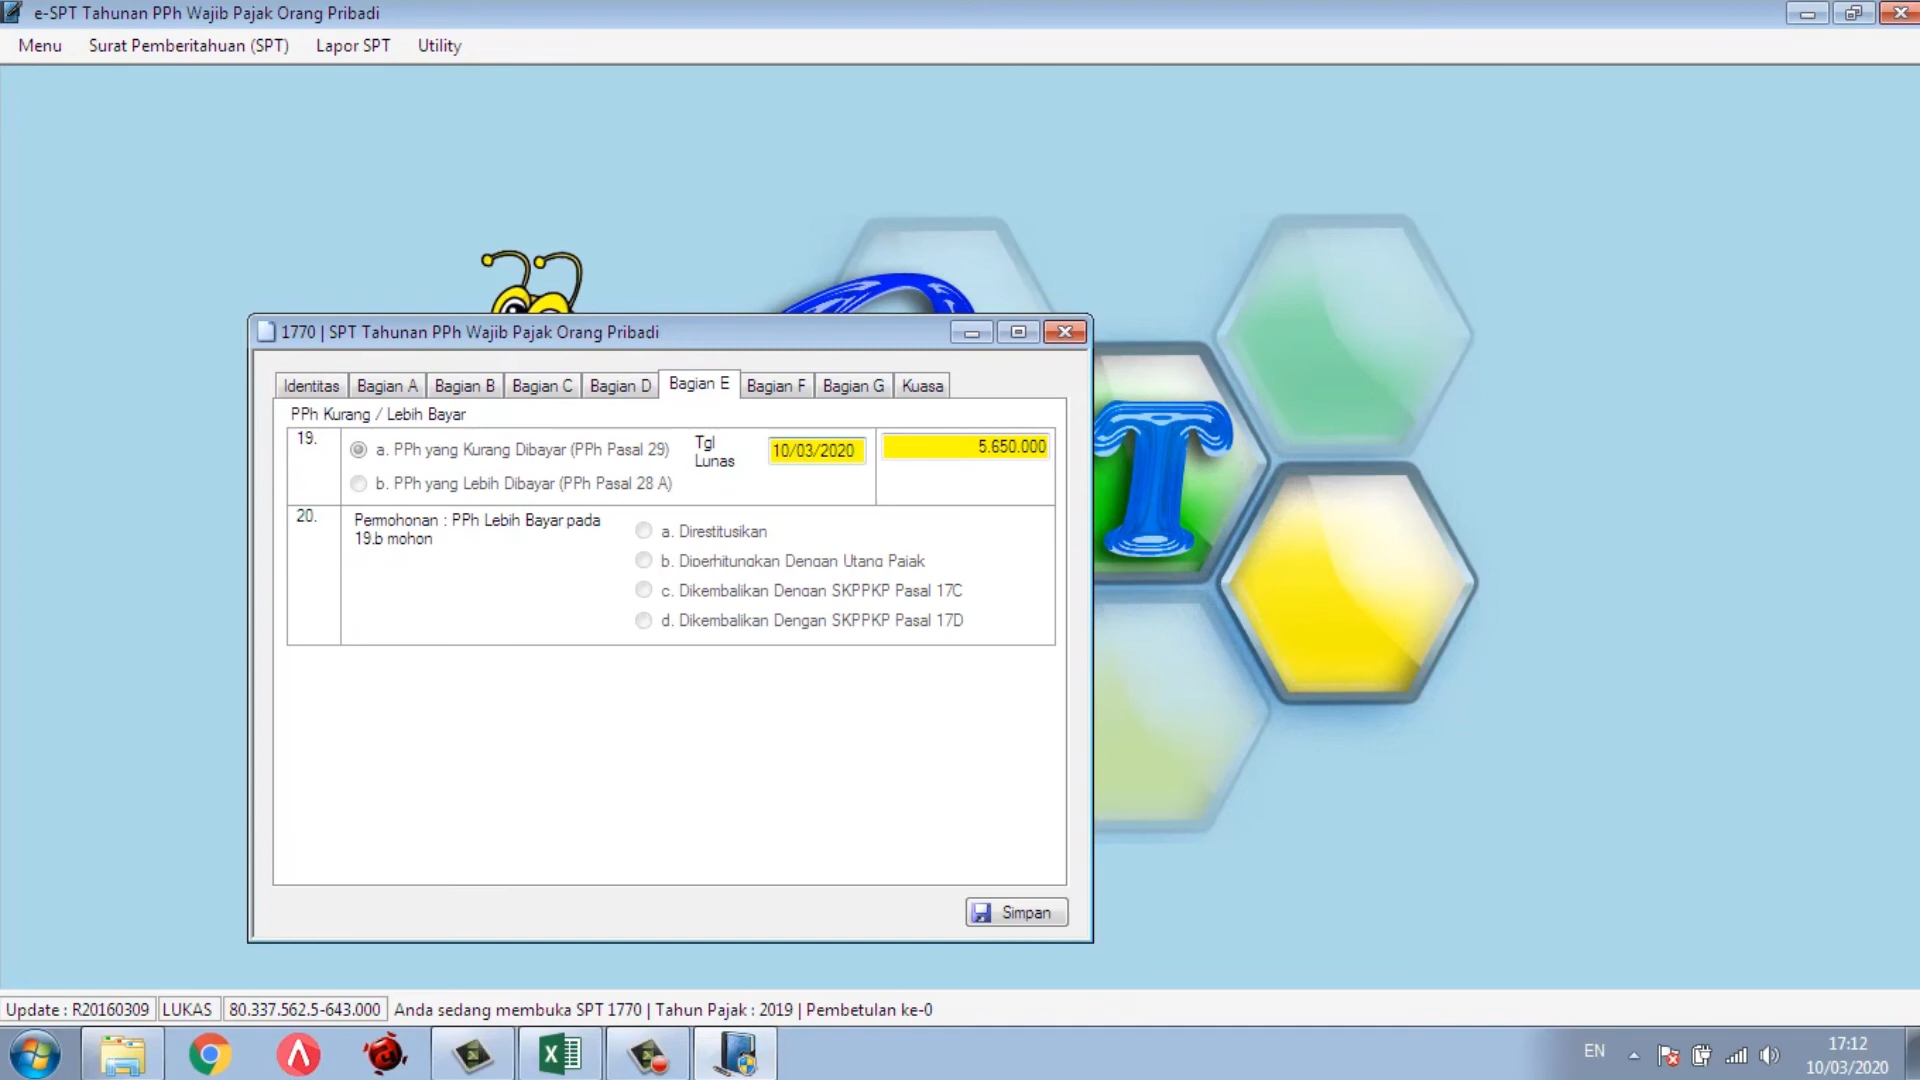 e-SPT Tahunan PPh Wajib Pajak Orang Pribadi
Menu Surat Pemberitahuan (SPT) Lapor SPT Utility
T
1770 | SPT Tahunan PPh Wajib Pajak Orang Pribadi
Identitas Bagian A Bagian B Bagian C Bagian D Bagian E Bagian F Bagian G Kuasa
PPh Kurang / Lebih Bayar
19. a. PPh yang Kurang Dibayar (PPh Pasal 29) Tgl Lunas 10/03/2020 5.650.000
b. PPh yang Lebih Dibayar (PPh Pasal 28 A)
20. Permohonan : PPh Lebih Bayar pada
19.b mohon
a. Direstitusikan
b. Diperhitungkan Dengan Utang Pajak
c. Dikembalikan Dengan SKPPKP Pasal 17C
d. Dikembalikan Dengan SKPPKP Pasal 17D
Simpan
Update : R20160309 LUKAS 80.337.562.5-643.000 Anda sedang membuka SPT 1770 | Tahun Pajak : 2019 | Pembetulan ke-0
EN 17:12
10/03/2020